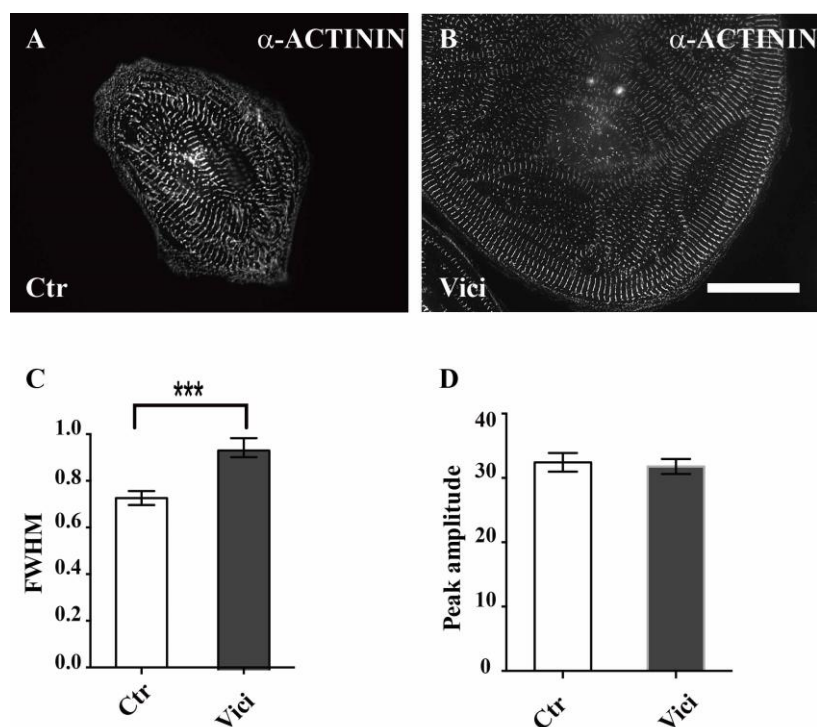 A α-ACTININ
Ctr
B α-ACTININ
Vici
C
***
1.0
0.8
0.6
0.4
0.2
0.0
FWHM
Ctr Vici
D
40
30
20
10
0
Peak amplitude
Ctr Vici